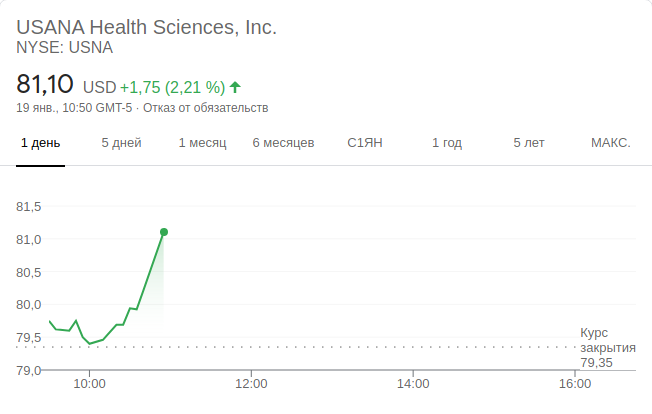 USANA Health Sciences, Inc.
NYSE: USNA
81,10 USD +1,75 (2,21 %)
19 янв., 10:50 GMT-5 · Отказ от обязательств
1 день 5 дней 1 месяц 6 месяцев С1ЯН 1 год 5 лет МАКС.
81,5
81,0
80,5
80,0
79,5
79,0
Курс
закрытия
79,35
10:00 12:00 14:00 16:00